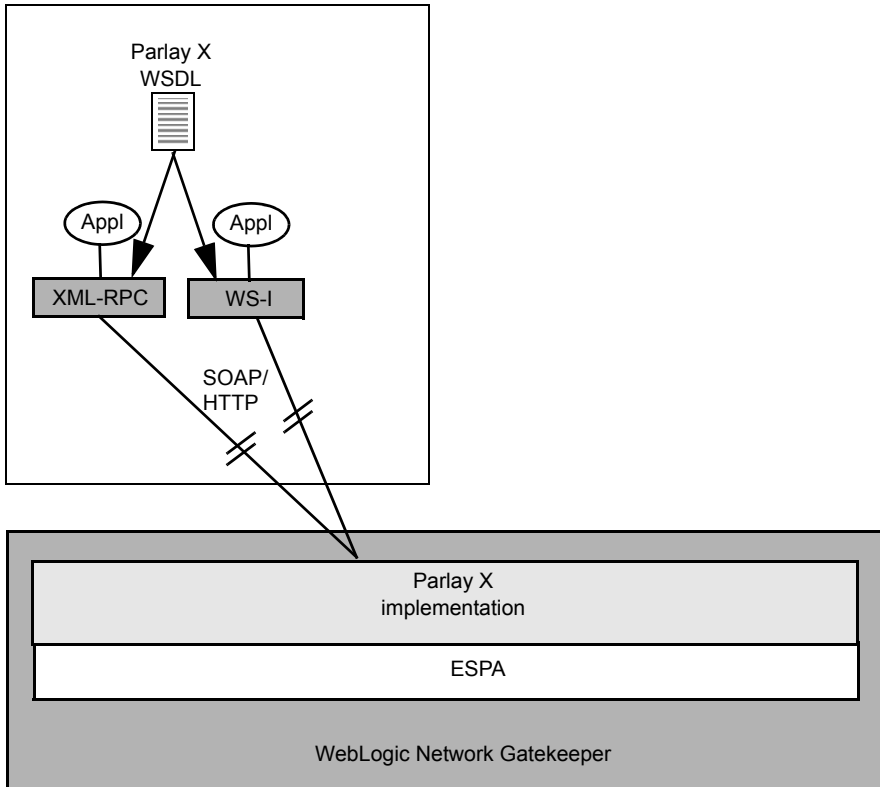 Parlay X
WSDL
Appl
Appl
XML-RPC
WS-I
SOAP/
HTTP
Parlay X
implementation
ESPA
WebLogic Network Gatekeeper